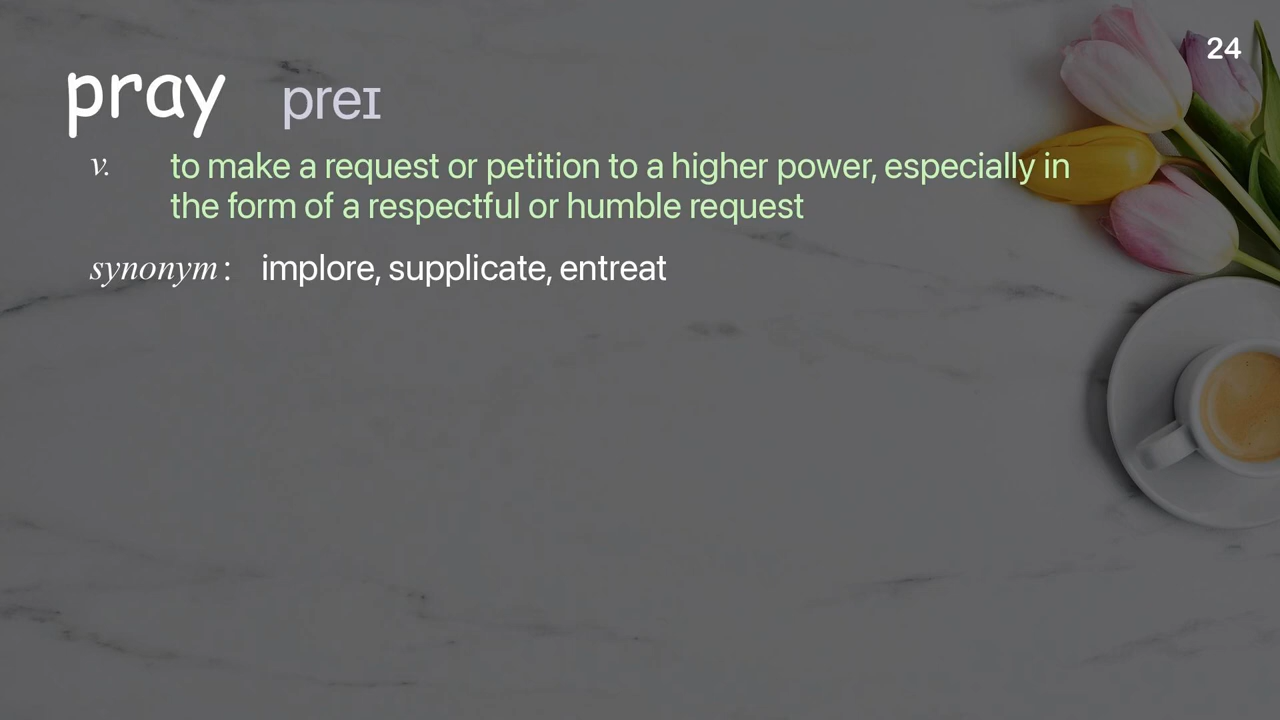 24
pray preɪ
v. to make a request or petition to a higher power, especially in
the form of a respectful or humble request
synonym : implore, supplicate, entreat